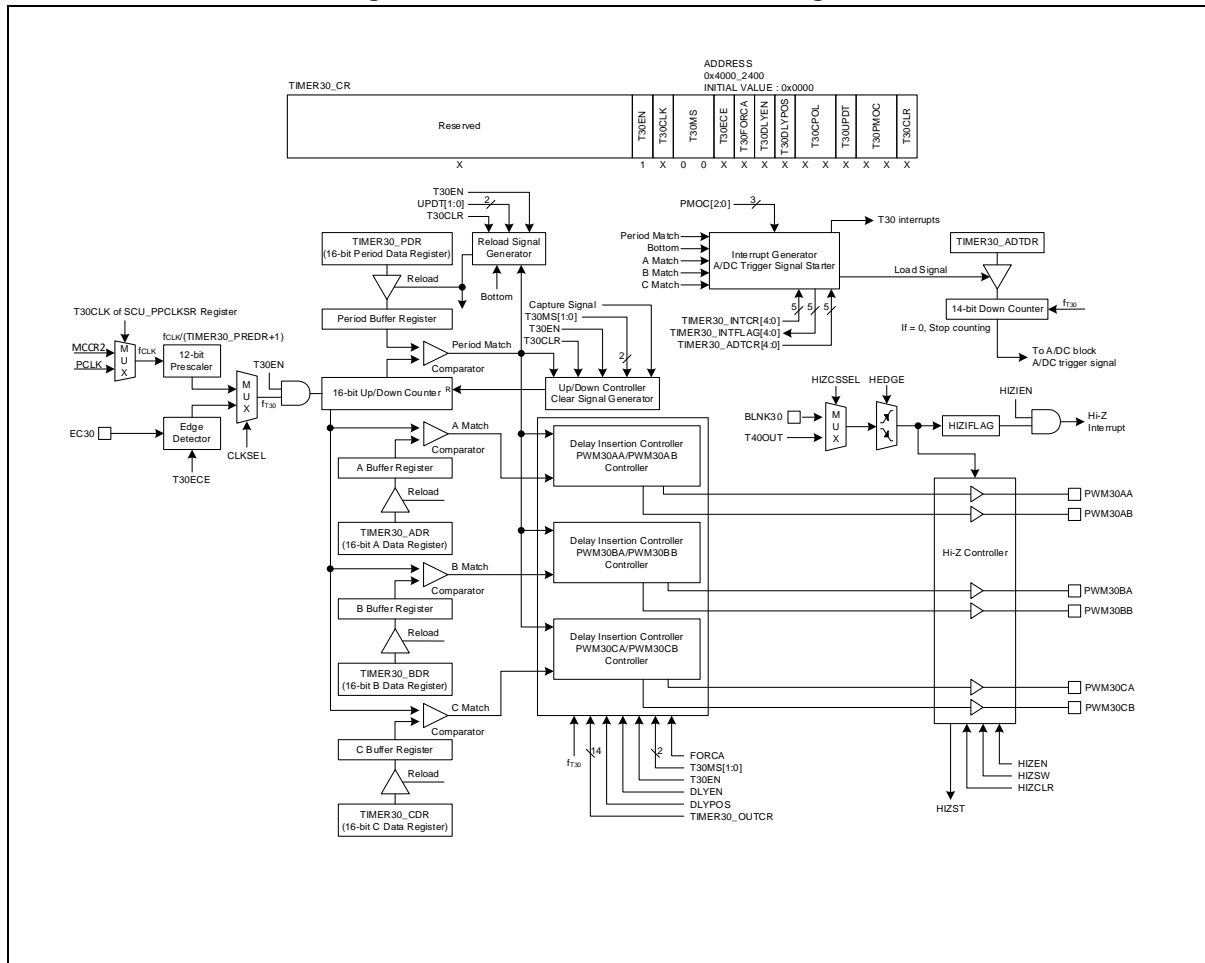 ADDRESS
0x4000_2400
INITIAL VALUE : 0x0000
TIMER30_CR
Reserved
T30EN
T30CLK
T30MS
T30ECE
T30FORCA
T30DLYEN
T30DLYPOS
T30CPOL
T30UPDT
T30PMOC
T30CLR
X 1 X 0 0 X X X X X X X X X X
T30EN
UPDT[1:0]
2
T30CLR
TIMER30_PDR
(16-bit Period Data Register)
Reload Signal
Generator
Reload
Bottom
Period Buffer Register
Period Match
Comparator
Capture Signal
T30MS[1:0]
T30EN
T30CLR
2
Up/Down Controller
Clear Signal Generator
PMOC[2:0]
3
T30 interrupts
Period Match
Bottom
A Match
B Match
C Match
Interrupt Generator
A/DC Trigger Signal Starter
5 5 5
TIMER30_INTCR[4:0]
TIMER30_INTFLAG[4:0]
TIMER30_ADTCR[4:0]
Load Signal
TIMER30_ADTDR
14-bit Down Counter
fT30
If = 0, Stop counting
To A/DC block
A/DC trigger signal
T30CLK of SCU_PPCLKSR Register
MCCR2
PCLK
MUX
fCLK
fCLK/(TIMER30_PREDR+1)
12-bit
Prescaler
EC30
Edge
Detector
T30ECE
MUX
CLKSEL
T30EN
fT30
16-bit Up/Down Counter
R
A Match
Comparator
A Buffer Register
Reload
TIMER30_ADR
(16-bit A Data Register)
B Match
Comparator
B Buffer Register
Reload
TIMER30_BDR
(16-bit B Data Register)
C Match
Comparator
C Buffer Register
Reload
TIMER30_CDR
(16-bit C Data Register)
Delay Insertion Controller
PWM30AA/PWM30AB
Controller
Delay Insertion Controller
PWM30BA/PWM30BB
Controller
Delay Insertion Controller
PWM30CA/PWM30CB
Controller
fT30
14
2
FORCA
T30MS[1:0]
T30EN
DLYEN
DLYPOS
TIMER30_OUTCR
HIZCSSEL
HEDGE
BLNK30
T40OUT
MUX
HIZIEN
HIZIFLAG
Hi-Z
Interrupt
Hi-Z Controller
PWM30AA
PWM30AB
PWM30BA
PWM30BB
PWM30CA
PWM30CB
HIZEN
HIZSW
HIZCLR
HIZST